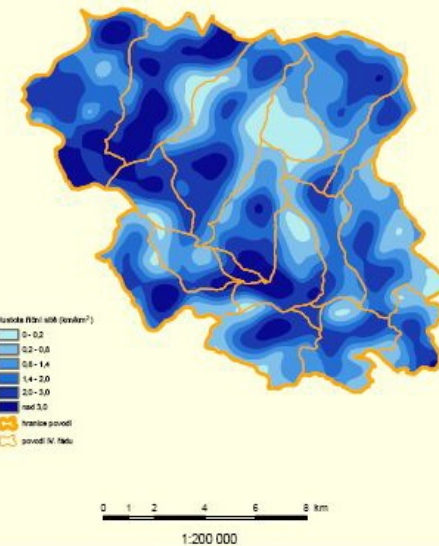 hustota říční sítě (km/km²)
0 - 0,2
0,2 - 0,8
0,8 - 1,4
1,4 - 2,0
2,0 - 3,0
nad 3,0
hranice povodí
povodí IV. řádu
0 1 2 4 6 8 km
1:200 000